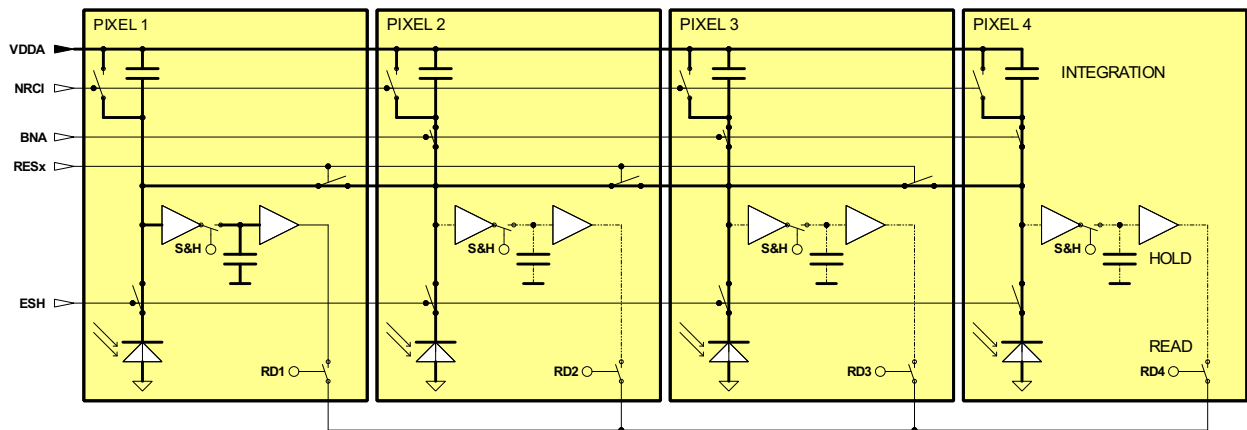 PIXEL 1
PIXEL 2
PIXEL 3
PIXEL 4
VDDA
NRCI
INTEGRATION
BNA
RESx
S&H
S&H
S&H
S&H
HOLD
ESH
READ
RD1
RD2
RD3
RD4